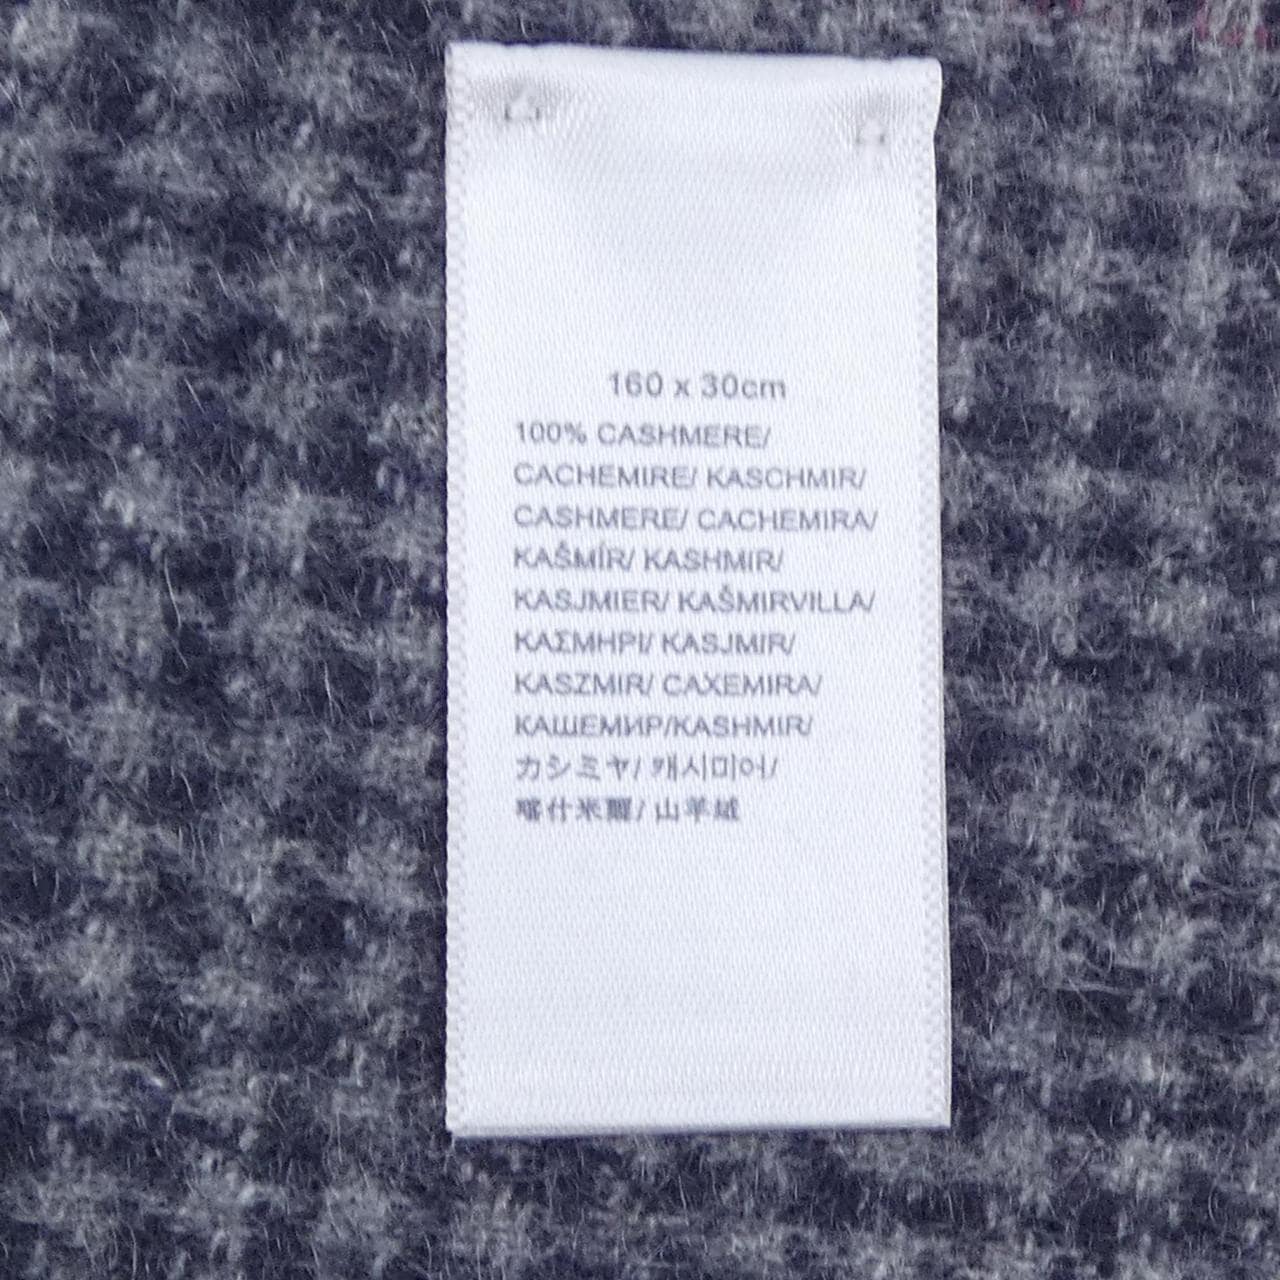 160 x 30cm
100% CASHMERE/
CACHEMIRE/ KASCHMIR/
CASHMERE/ CACHEMIRA/
KAŠMÍR/ KASHMIR/
KASJMIER/ KAŠMIRVILLA/
ΚΑΣΜΗΡΙ/ KASJMIR/
KASZMIR/ CAXEMIRA/
КАШЕМИР/KASHMIR/
カシミヤ/ 캐시미어/
喀什米爾/ 山羊絨